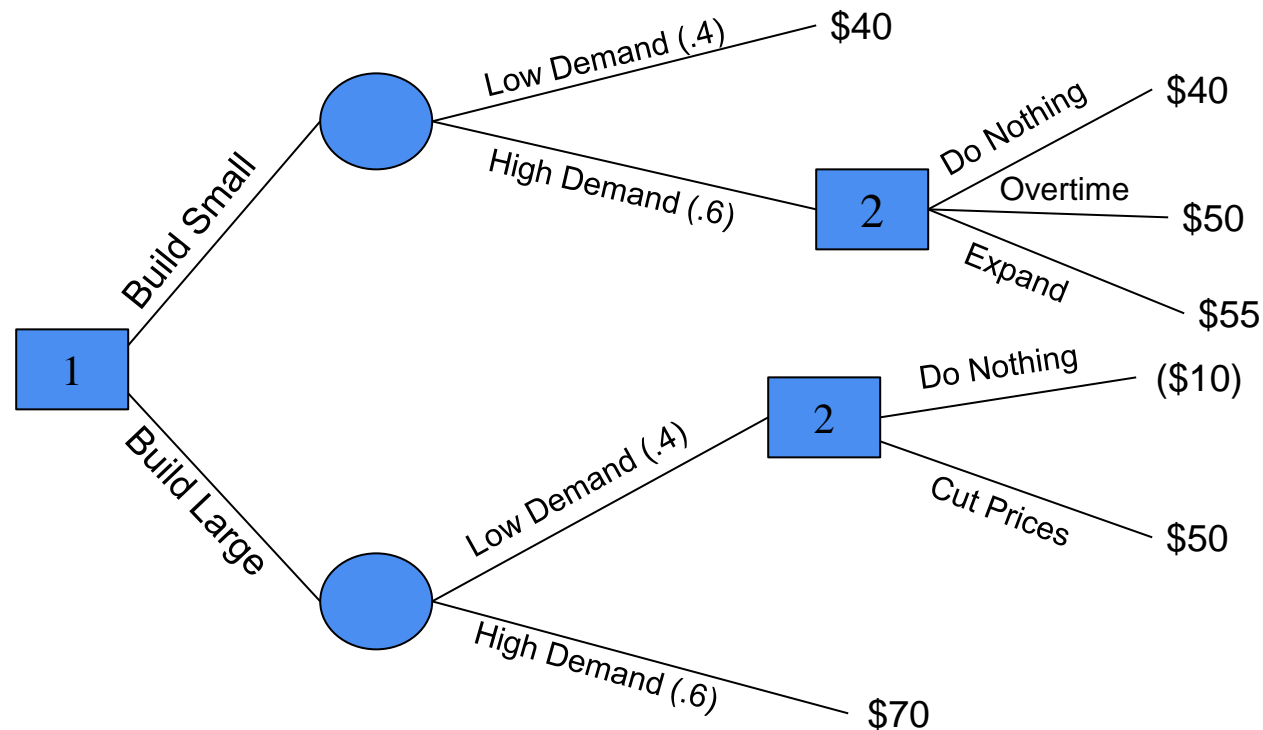 Low Demand (.4)
$40
Do Nothing
$40
High Demand (.6)
2
Overtime
$50
Expand
$55
Build Small
1
Build Large
Low Demand (.4)
2
Do Nothing
($10)
Cut Prices
$50
High Demand (.6)
$70